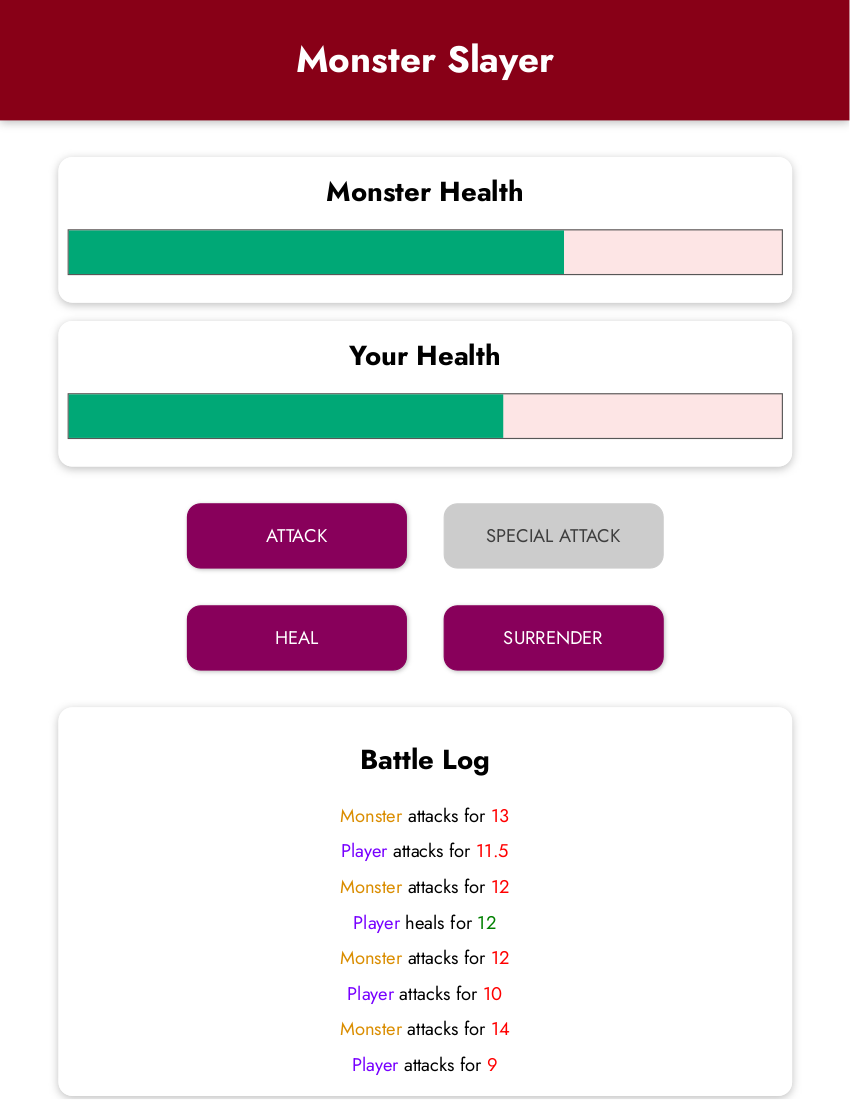 Monster Slayer
Monster Health
Your Health
ATTACK
SPECIAL ATTACK
HEAL
SURRENDER
Battle Log
Monster attacks for 13
Player attacks for 11.5
Monster attacks for 12
Player heals for 12
Monster attacks for 12
Player attacks for 10
Monster attacks for 14
Player attacks for 9